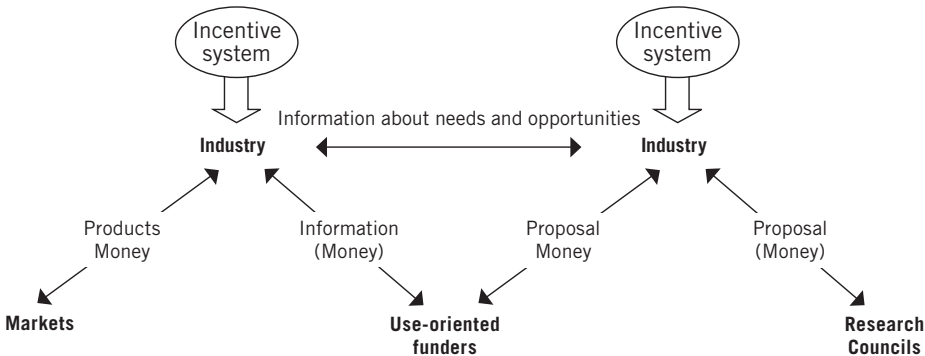 Incentive
system
Incentive
system
Information about needs and opportunities
Industry
Industry
Products
Money
Information
(Money)
Proposal
Money
Proposal
(Money)
Markets
Use-oriented
funders
Research
Councils